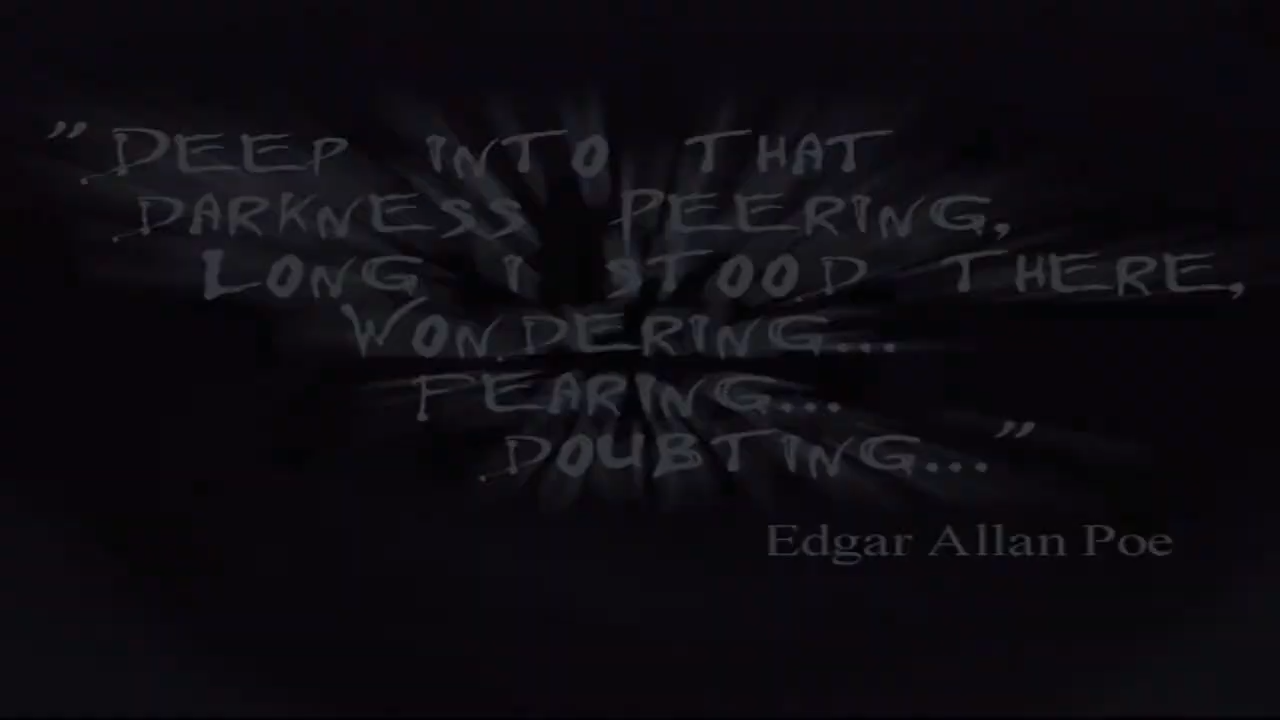 "DEEP INTO THAT
DARKNESS PEERING,
LONG I STOOD THERE,
WONDERING...
FEARING...
DOUBTING..."
Edgar Allan Poe